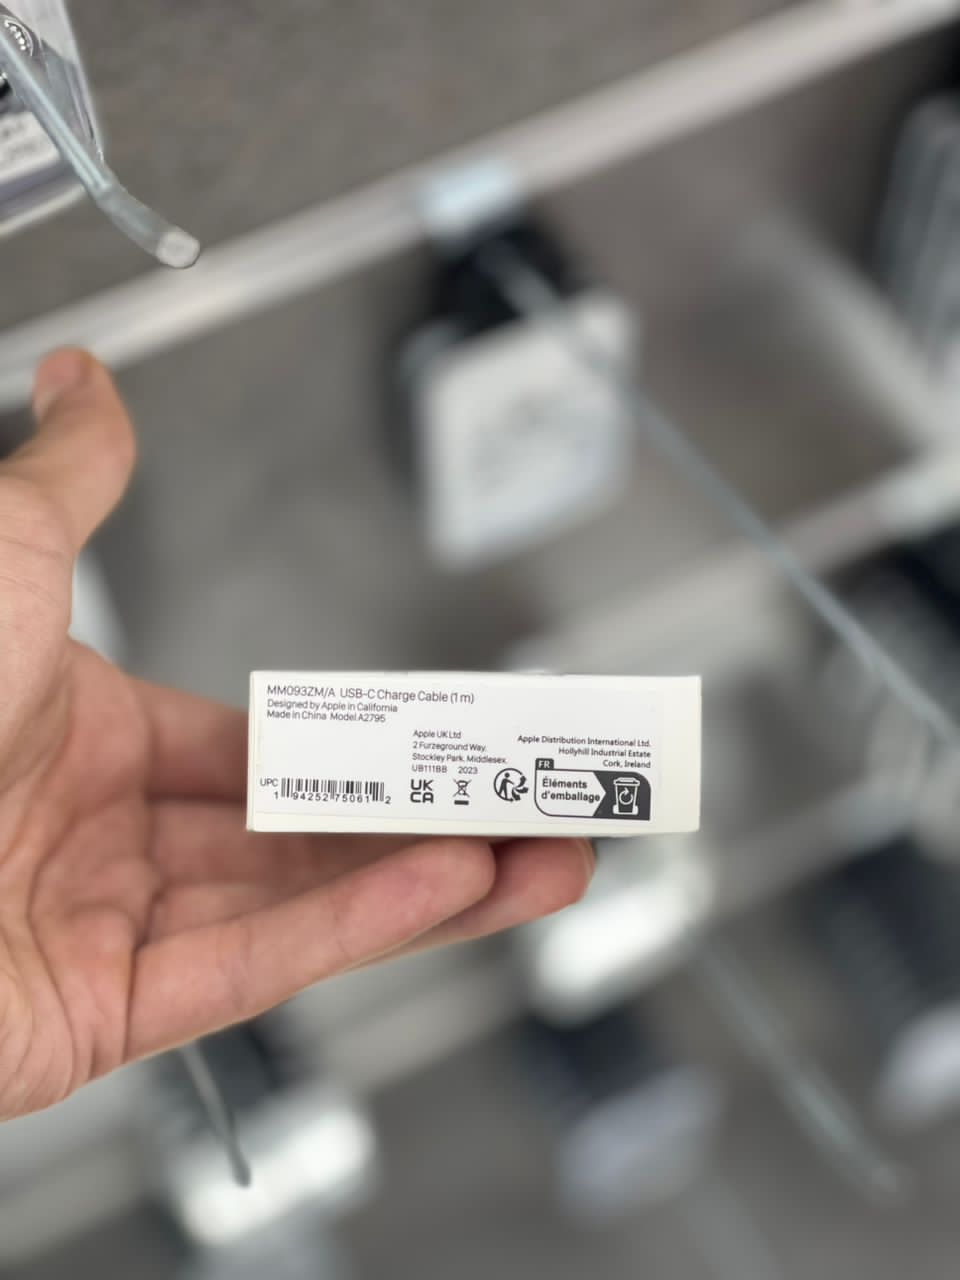 MM093ZM/A USB-C Charge Cable (1 m)
Designed by Apple in California
Made in China Model A2795
Apple UK Ltd
2 Furzeground Way,
Stockley Park, Middlesex,
UB111BB 2023
Apple Distribution International Ltd.
Hollyhill Industrial Estate
Cork, Ireland
UPC
1 94252 75061 2
UK
CA
FR
Éléments
d'emballage